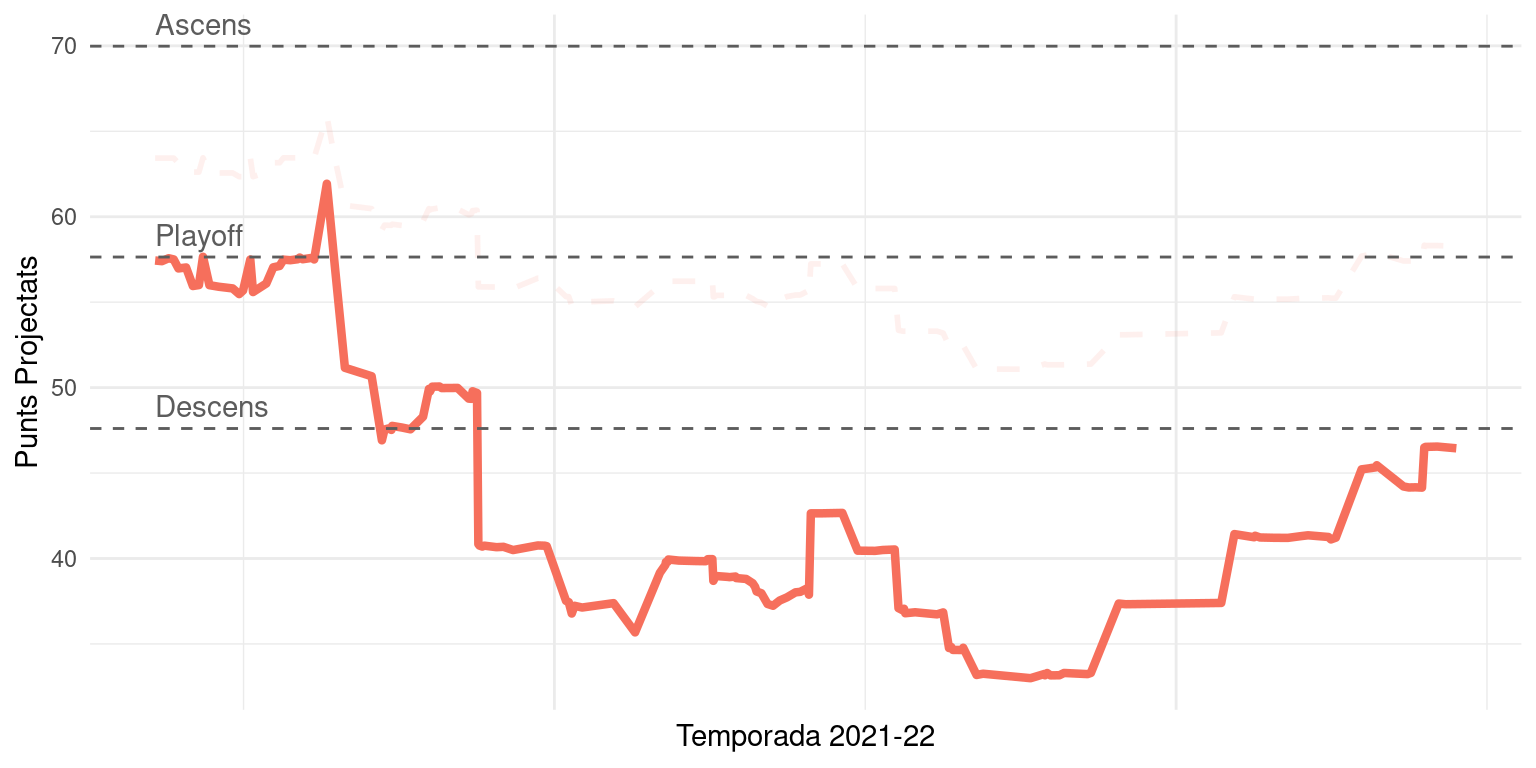 Ascens
70
60
Playoff
50
Descens
40
Punts Projectats
Temporada 2021-22